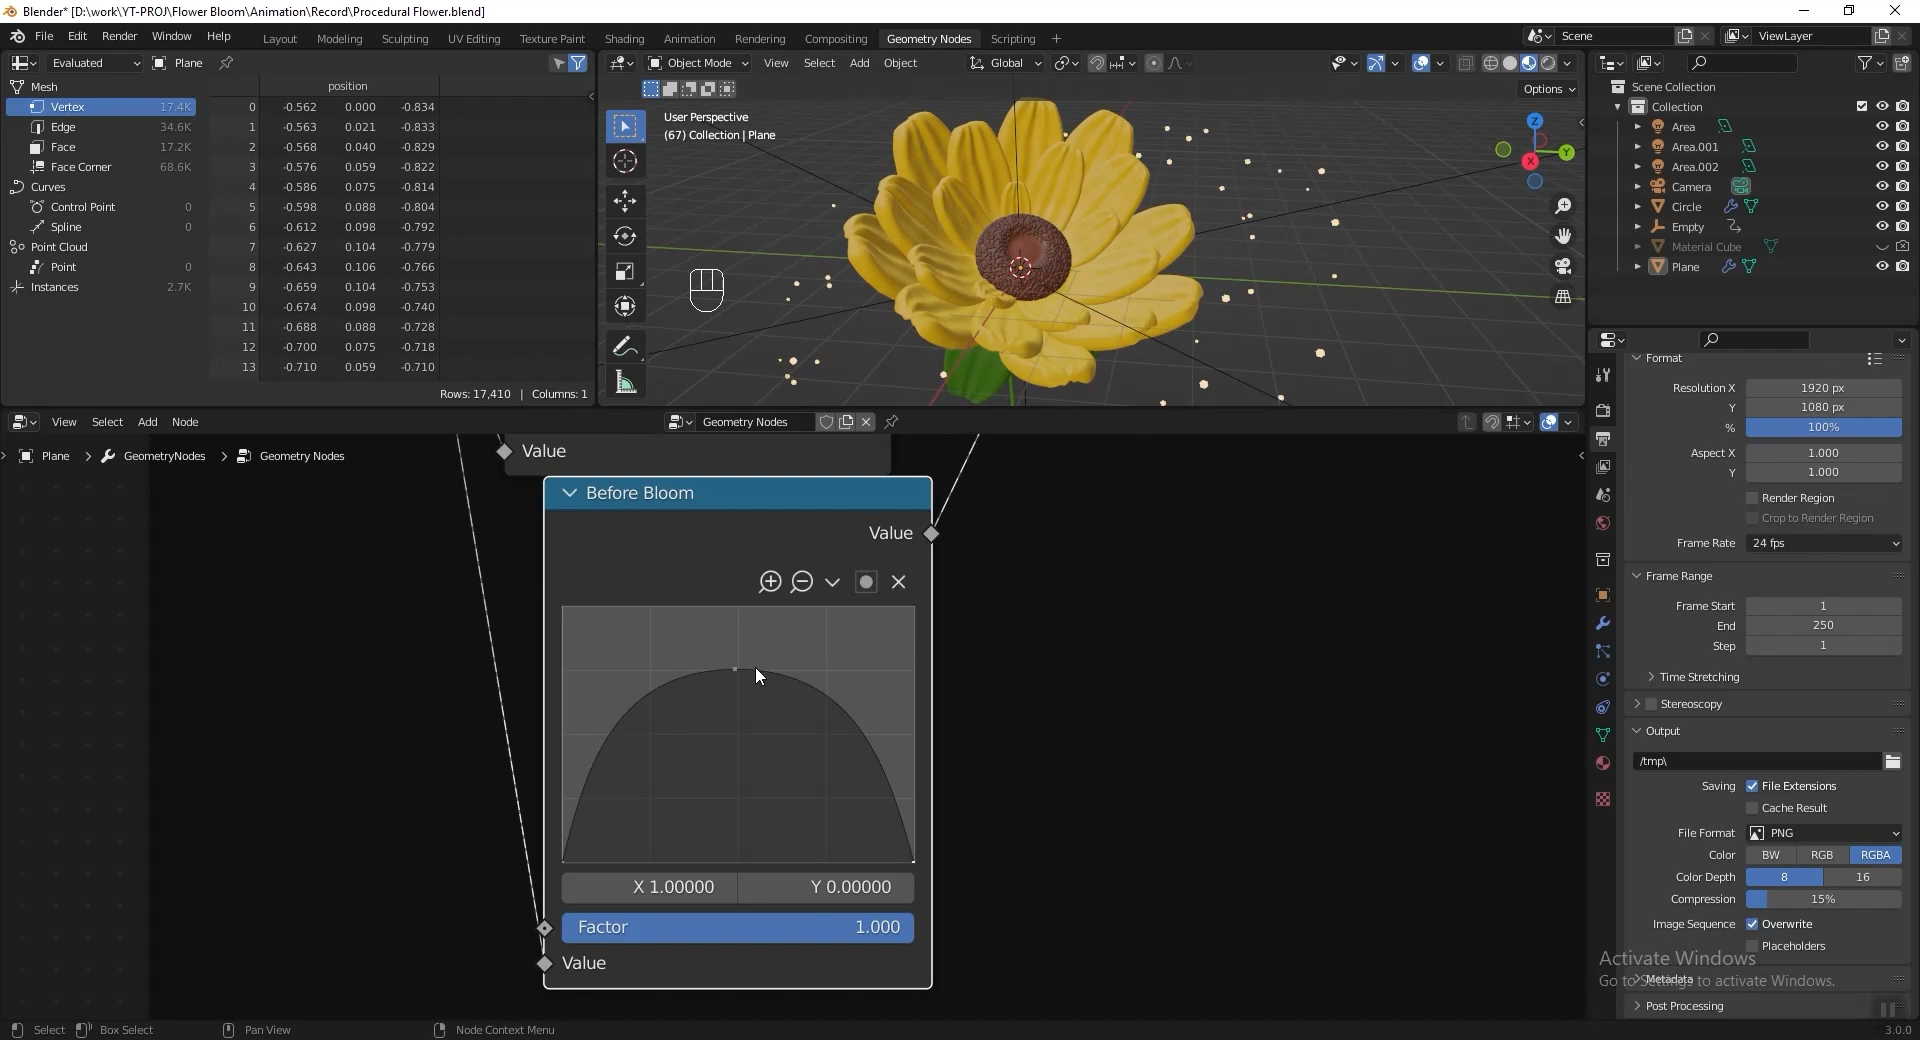 Blender* [D:\work\YT-PROJ\Flower Bloom\Animation\Record\Procedural Flower.blend]
File Edit Render Window Help Layout Modeling Sculpting UV Editing Texture Paint Shading Animation Rendering Compositing Geometry Nodes Scripting + Scene ViewLayer
Evaluated Plane
Object Mode View Select Add Object Global
Options
Mesh
Vertex 17.4K
Edge 34.6K
Face 17.2K
Face Corner 68.6K
Curves
Control Point 0
Spline 0
Point Cloud
Point 0
Instances 2.7K
position
0 -0.562 0.000 -0.834
1 -0.563 0.021 -0.833
2 -0.568 0.040 -0.829
3 -0.576 0.059 -0.822
4 -0.586 0.075 -0.814
5 -0.598 0.088 -0.804
6 -0.612 0.098 -0.792
7 -0.627 0.104 -0.779
8 -0.643 0.106 -0.766
9 -0.659 0.104 -0.753
10 -0.674 0.098 -0.740
11 -0.688 0.088 -0.728
12 -0.700 0.075 -0.718
13 -0.710 0.059 -0.710
Rows: 17,410 | Columns: 1
User Perspective
(67) Collection | Plane
Z
Y
X
Scene Collection
Collection
Area
Area.001
Area.002
Camera
Circle
Empty
Material Cube
Plane
View Select Add Node Geometry Nodes
Plane GeometryNodes Geometry Nodes
Value
Before Bloom
Value
X 1.00000 Y 0.00000
Factor 1.000
Value
Format
Resolution X 1920 px
Y 1080 px
% 100%
Aspect X 1.000
Y 1.000
Render Region
Crop to Render Region
Frame Rate 24 fps
Frame Range
Frame Start 1
End 250
Step 1
Time Stretching
Stereoscopy
Output
/tmp\
Saving File Extensions
Cache Result
File Format PNG
Color BW RGB RGBA
Color Depth 8 16
Compression 15%
Image Sequence Overwrite
Placeholders
Activate Windows
Metadata
Go to Settings to activate Windows.
Post Processing
Select Box Select Pan View Node Context Menu 3.0.0